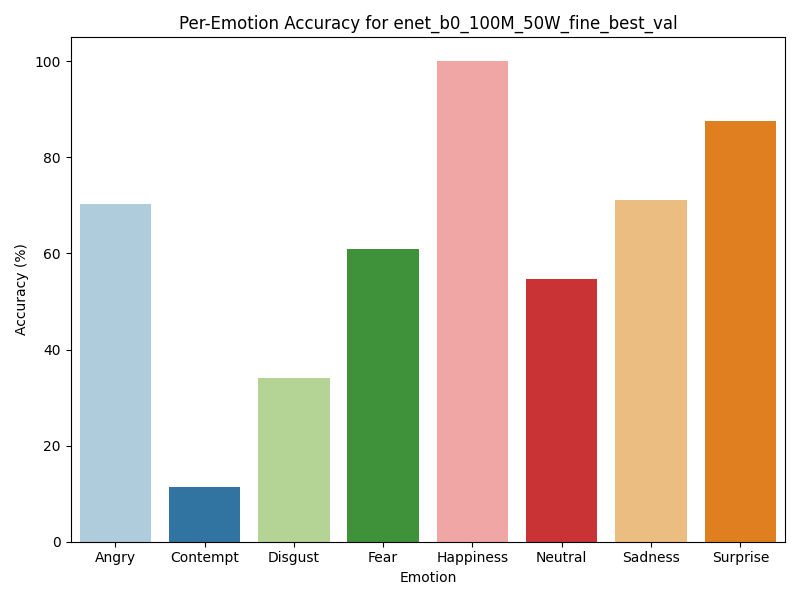 Per-Emotion Accuracy for enet_b0_100M_50W_fine_best_val
100
80
60
40
20
0
Accuracy (%)
Angry Contempt Disgust Fear Happiness Neutral Sadness Surprise
Emotion